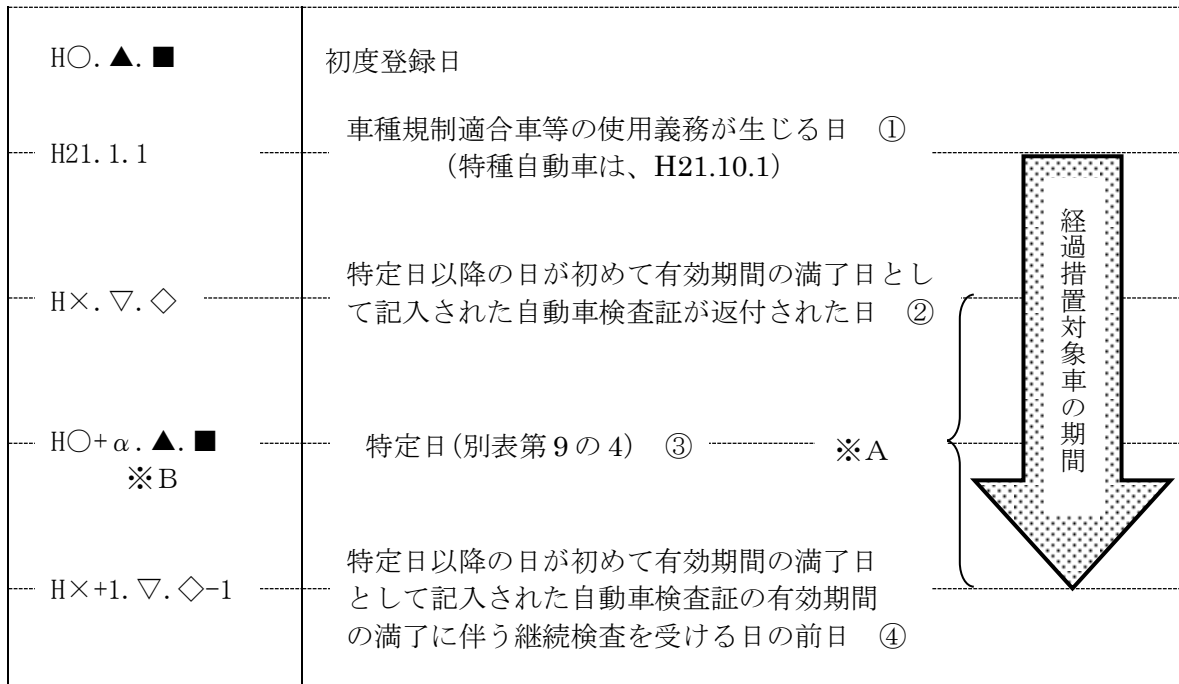 H○.▲.■
初度登録日
H21.1.1
車種規制適合車等の使用義務が生じる日 ①
(特種自動車は、H21.10.1)
H×.▽.◇
特定日以降の日が初めて有効期間の満了日とし
て記入された自動車検査証が返付された日 ②
H○+α.▲.■
※B
特定日(別表第9の4) ③
※A
H×+1.▽.◇-1
特定日以降の日が初めて有効期間の満了日
として記入された自動車検査証の有効期間
の満了に伴う継続検査を受ける日の前日 ④
経過措置対象車の期間